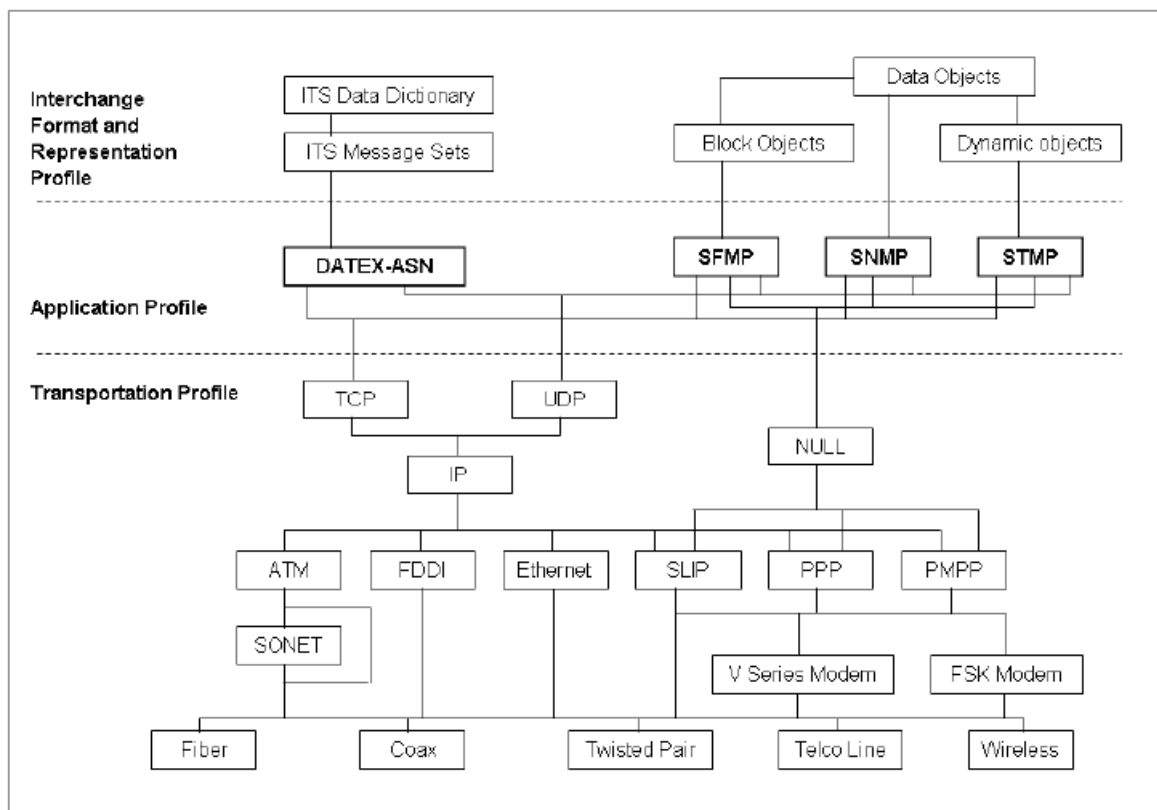 Interchange
Format and
Representation
Profile
ITS Data Dictionary
ITS Message Sets
Data Objects
Block Objects
Dynamic objects
Application Profile
DATEX-ASN
SFMP
SNMP
STMP
Transportation Profile
TCP
UDP
NULL
IP
ATM
FDDI
Ethernet
SLIP
PPP
PMPP
SONET
V Series Modem
FSK Modem
Fiber
Coax
Twisted Pair
Telco Line
Wireless